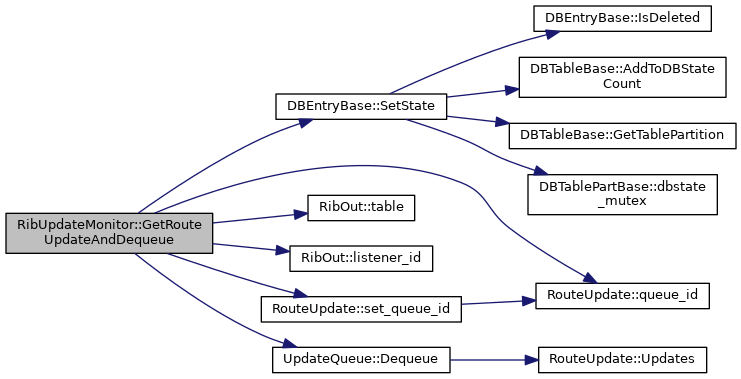 DBEntryBase::IsDeleted
DBTableBase::AddToDBState
Count
DBEntryBase::SetState
DBTableBase::GetTablePartition
DBTablePartBase::dbstate
_mutex
RibOut::table
RibUpdateMonitor::GetRoute
UpdateAndDequeue
RibOut::listener_id
RouteUpdate::queue_id
RouteUpdate::set_queue_id
UpdateQueue::Dequeue
RouteUpdate::Updates